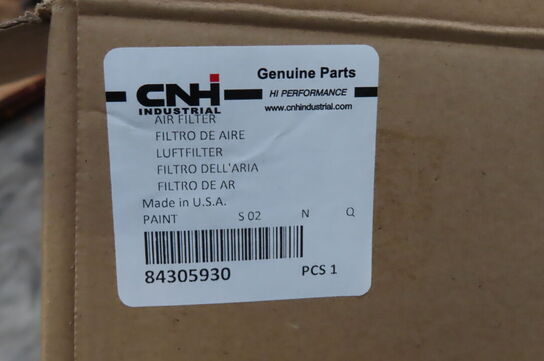 CNH
INDUSTRIAL
Genuine Parts
HI PERFORMANCE
www.cnhindustrial.com
AIR FILTER
FILTRO DE AIRE
LUFTFILTER
FILTRO DELL'ARIA
FILTRO DE AR
Made in U.S.A.
PAINT S 02 N Q
84305930 PCS 1